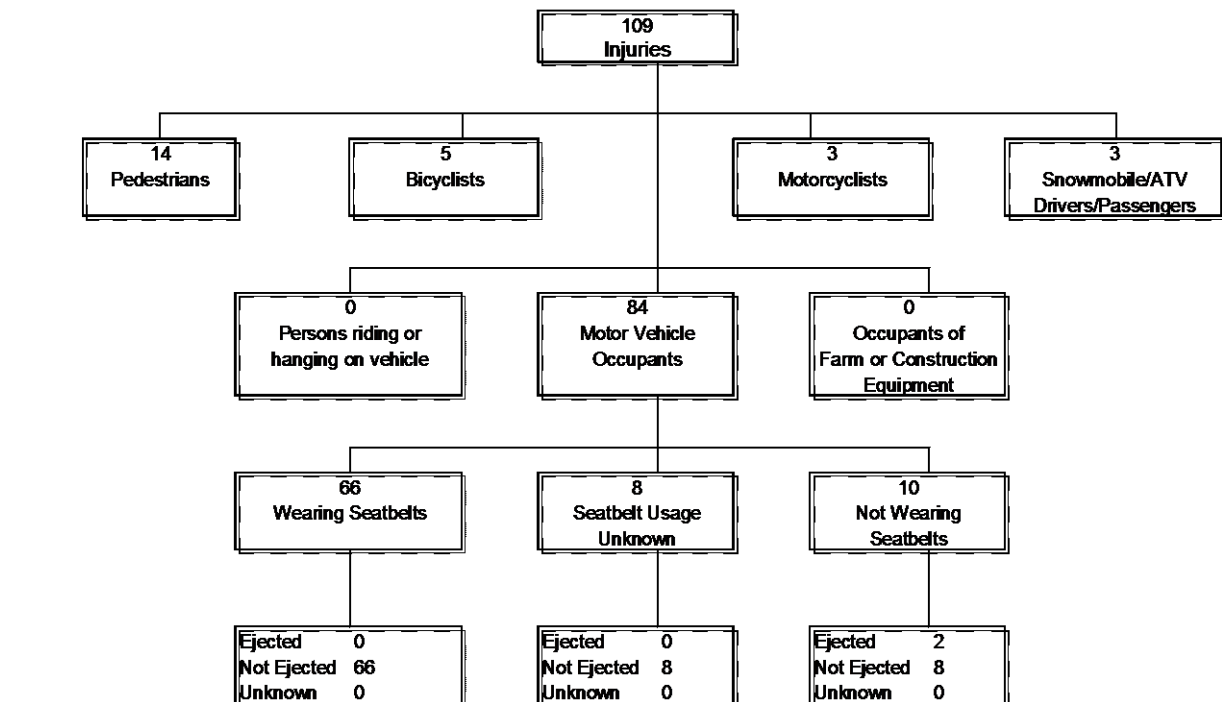 109
Injuries
14
Pedestrians
5
Bicyclists
3
Motorcyclists
3
Snowmobile/ATV
Drivers/Passengers
0
Persons riding or
hanging on vehicle
84
Motor Vehicle
Occupants
0
Occupants of
Farm or Construction
Equipment
66
Wearing Seatbelts
8
Seatbelt Usage
Unknown
10
Not Wearing
Seatbelts
Ejected 0
Not Ejected 66
Unknown 0
Ejected 0
Not Ejected 8
Unknown 0
Ejected 2
Not Ejected 8
Unknown 0